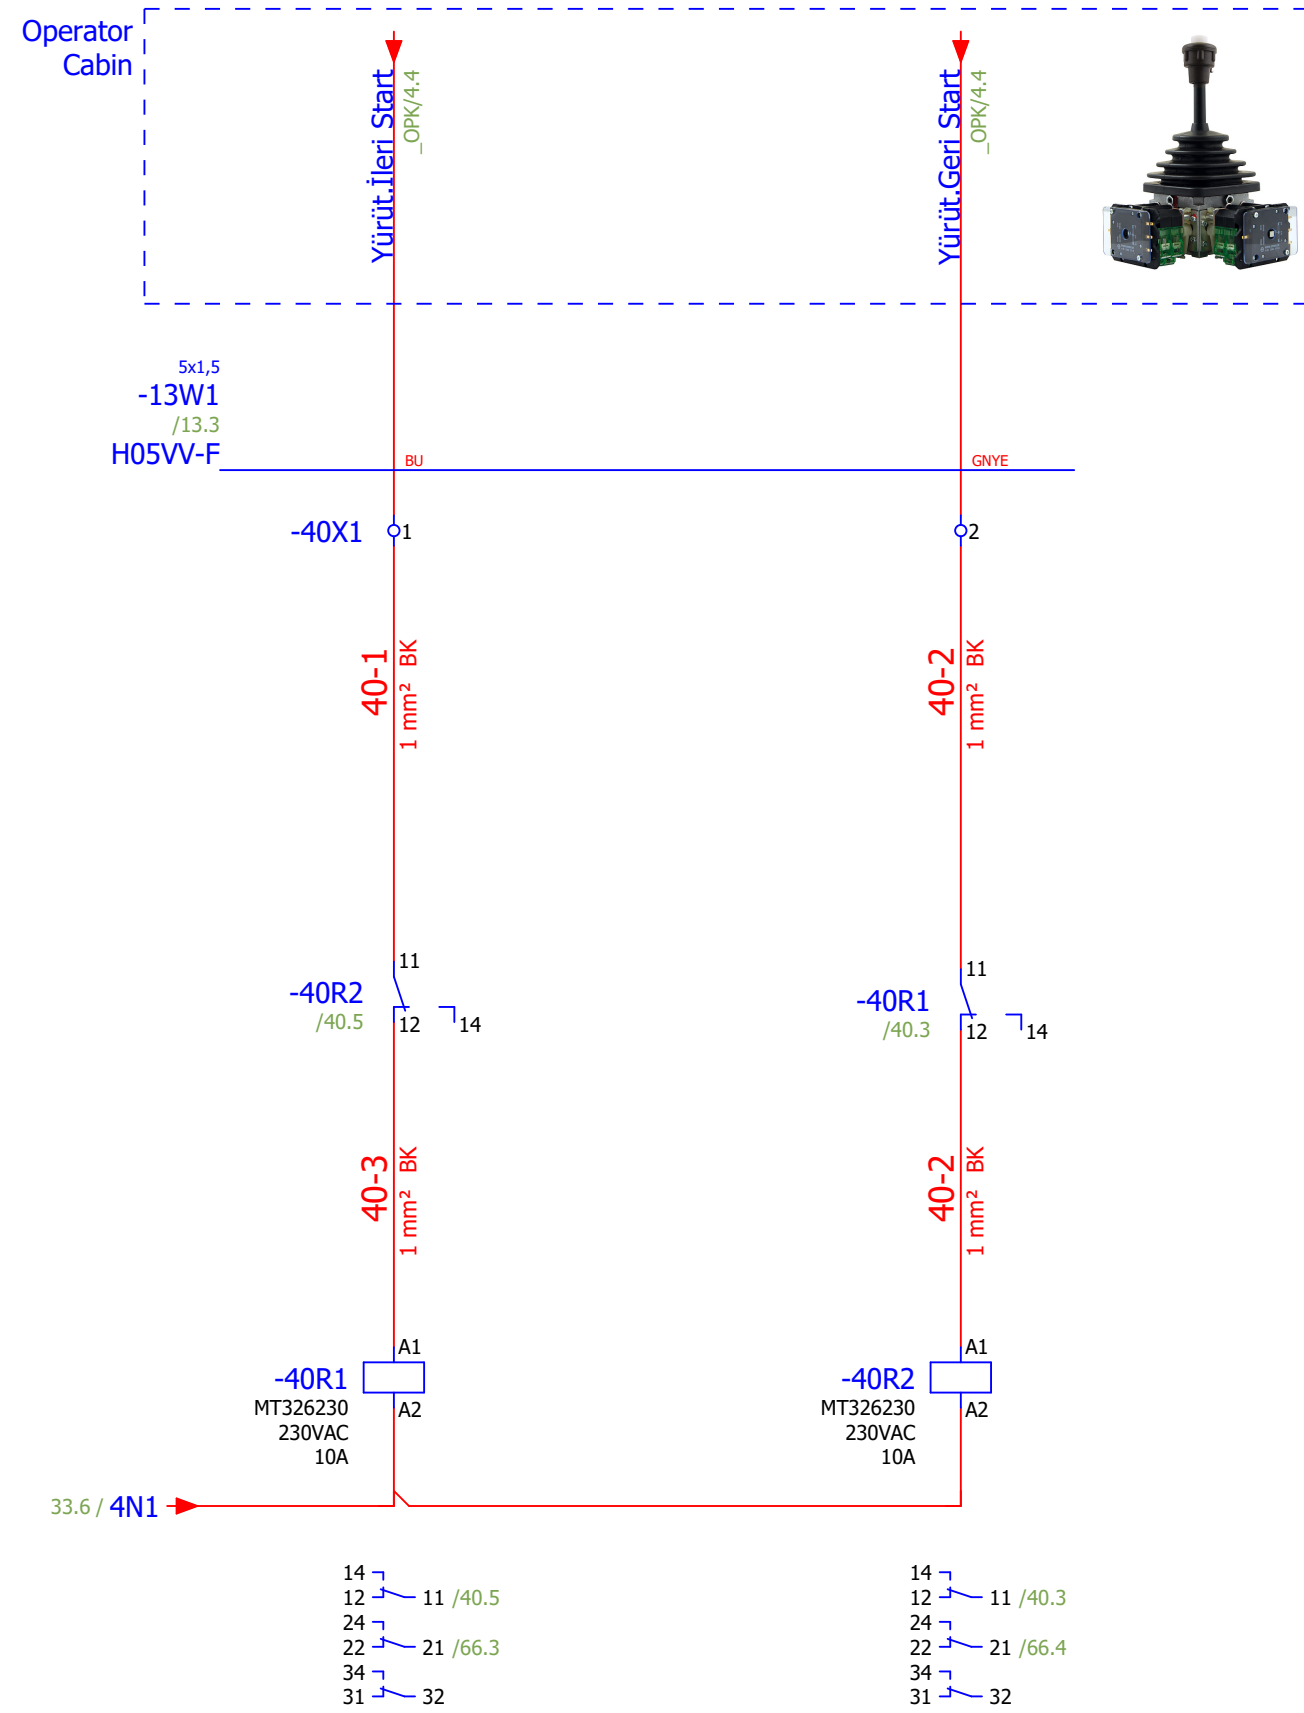 Operator
Cabin
Yürüt.İleri Start
_OPK/4.4
Yürüt.Geri Start
_OPK/4.4
5x1,5
-13W1
/13.3
H05VV-F
BU
GNYE
-40X1
1
2
40-1
1 mm² BK
40-2
1 mm² BK
11
-40R2
/40.5
12
14
11
-40R1
/40.3
12
14
40-3
1 mm² BK
40-2
1 mm² BK
A1
-40R1
A2
MT326230
230VAC
10A
A1
-40R2
A2
MT326230
230VAC
10A
33.6 / 4N1
14
12 11 /40.5
24
22 21 /66.3
34
31 32
14
12 11 /40.3
24
22 21 /66.4
34
31 32